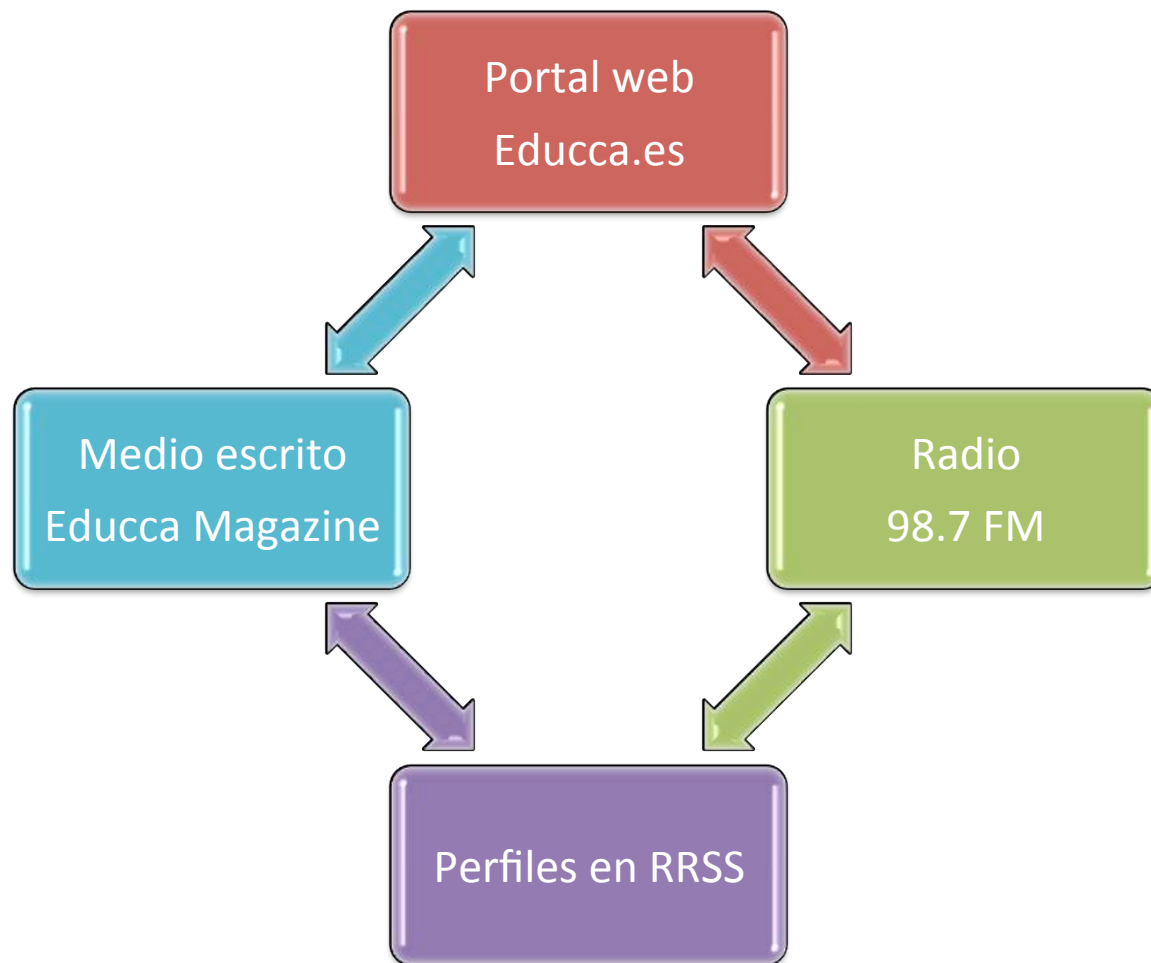 Portal web
Educca.es
Medio escrito
Educca Magazine
Radio
98.7 FM
Perfiles en RRSS